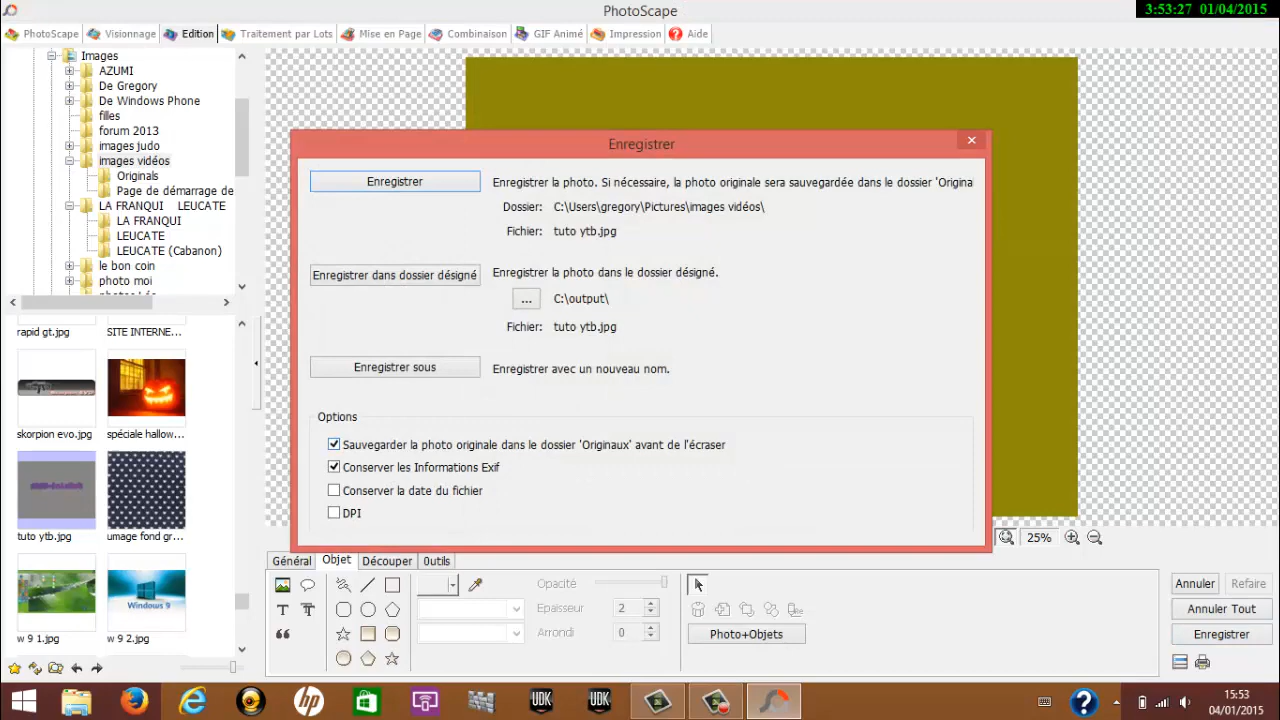 PhotoScape
3:53:27 01/04/2015
PhotoScape Visionnage Edition Traitement par Lots Mise en Page Combinaison GIF Animé Impression Aide
Images
AZUMI
De Gregory
De Windows Phone
filles
forum 2013
images judo
images vidéos
Originals
Page de démarrage de
LA FRANQUI LEUCATE
LA FRANQUI
LEUCATE
LEUCATE (Cabanon)
le bon coin
photo moi
rapid gt.jpg SITE INTERNE...
skorpion evo.jpg spéciale hallow...
tuto ytb.jpg umage fond gr...
Windows 9
w 9 1.jpg w 9 2.jpg
Enregistrer
Enregistrer Enregistrer la photo. Si nécessaire, la photo originale sera sauvegardée dans le dossier 'Origina
Dossier: C:\Users\gregory\Pictures\images vidéos\
Fichier: tuto ytb.jpg
Enregistrer dans dossier désigné Enregistrer la photo dans le dossier désigné.
... C:\output\
Fichier: tuto ytb.jpg
Enregistrer sous Enregistrer avec un nouveau nom.
Options
Sauvegarder la photo originale dans le dossier 'Originaux' avant de l'écraser
Conserver les Informations Exif
Conserver la date du fichier
DPI
25%
Général Objet Découper Outils
Opacité
Epaisseur 2
Arrondi 0
Photo+Objets
Annuler Refaire
Annuler Tout
Enregistrer
hp UDK UDK
15:53
04/01/2015